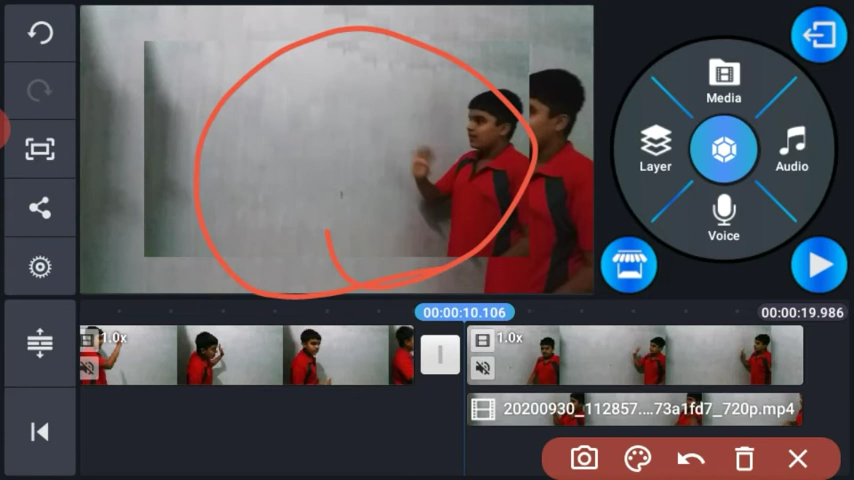 Media
Layer
Audio
Voice
00:00:10.106
00:00:19.986
1.0x
1.0x
20200930_112857....73a1fd7_720p.mp4